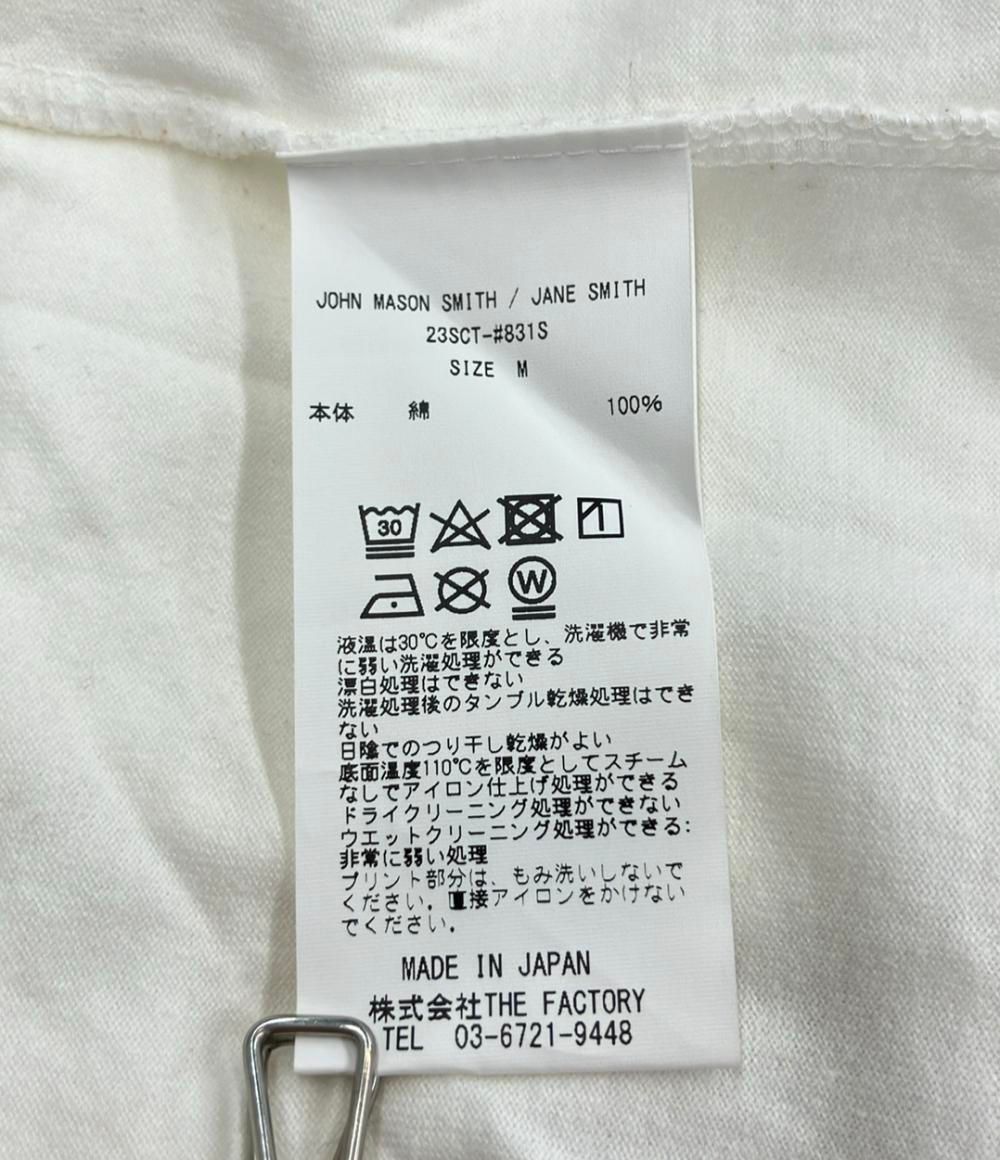 JOHN MASON SMITH / JANE SMITH
23SCT-#831S
SIZE M
本体 綿 100%
30
W
液温は30℃を限度とし、洗濯機で非常
に弱い洗濯処理ができる
漂白処理はできない
洗濯処理後のタンブル乾燥処理はでき
ない
日陰でのつり干し乾燥がよい
底面温度110℃を限度としてスチーム
なしでアイロン仕上げ処理ができる
ドライクリーニング処理ができない
ウエットクリーニング処理ができる:
非常に弱い処理
プリント部分は、もみ洗いしないで
ください。直接アイロンをかけない
でください。
MADE IN JAPAN
株式会社THE FACTORY
TEL 03-6721-9448